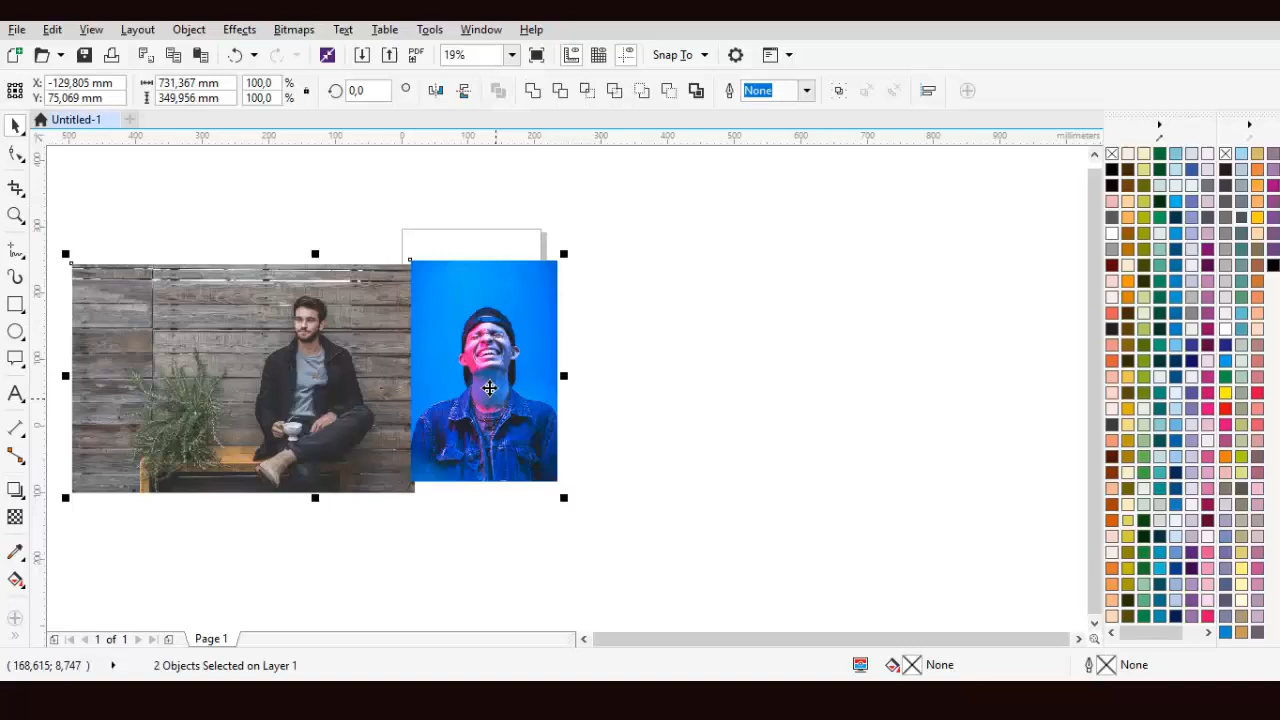 File Edit View Layout Object Effects Bitmaps Text Table Tools Window Help
PDF 19% Snap To
X: -129,805 mm 731,367 mm 100,0 % 0,0 None
Y: 75,069 mm 349,956 mm 100,0 %
Untitled-1
500 400 300 200 100 0 100 200 300 400 500 600 700 800 900 millimeters
1 of 1 Page 1
( 168,615; 8,747 ) 2 Objects Selected on Layer 1 None None